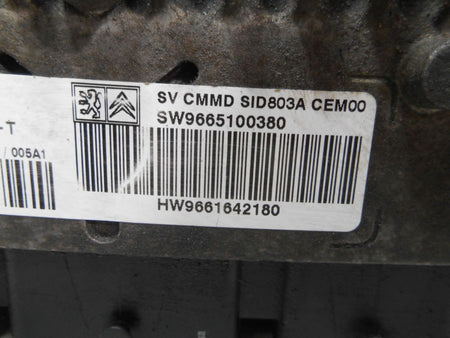 SV CMMD SID803A CEM00
SW9665100380
-T
/ 005A1
HW9661642180